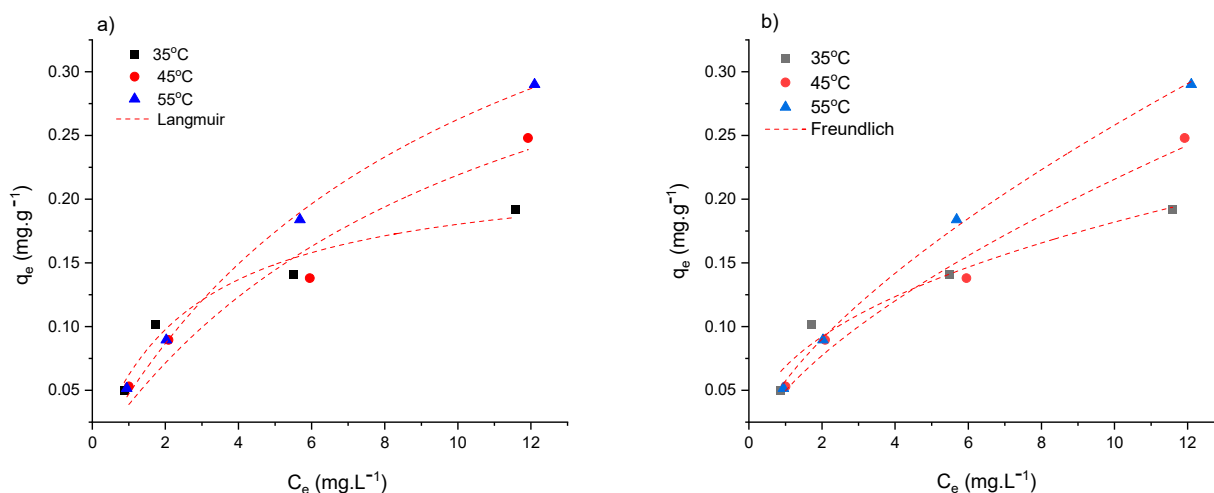 a)
35°C
45°C
55°C
Langmuir
0.30
0.25
0.20
0.15
0.10
0.05
qe (mg.g⁻¹)
0 2 4 6 8 10 12
Ce (mg.L⁻¹)
b)
35°C
45°C
55°C
Freundlich
0.30
0.25
0.20
0.15
0.10
0.05
qe (mg.g⁻¹)
0 2 4 6 8 10 12
Ce (mg.L⁻¹)